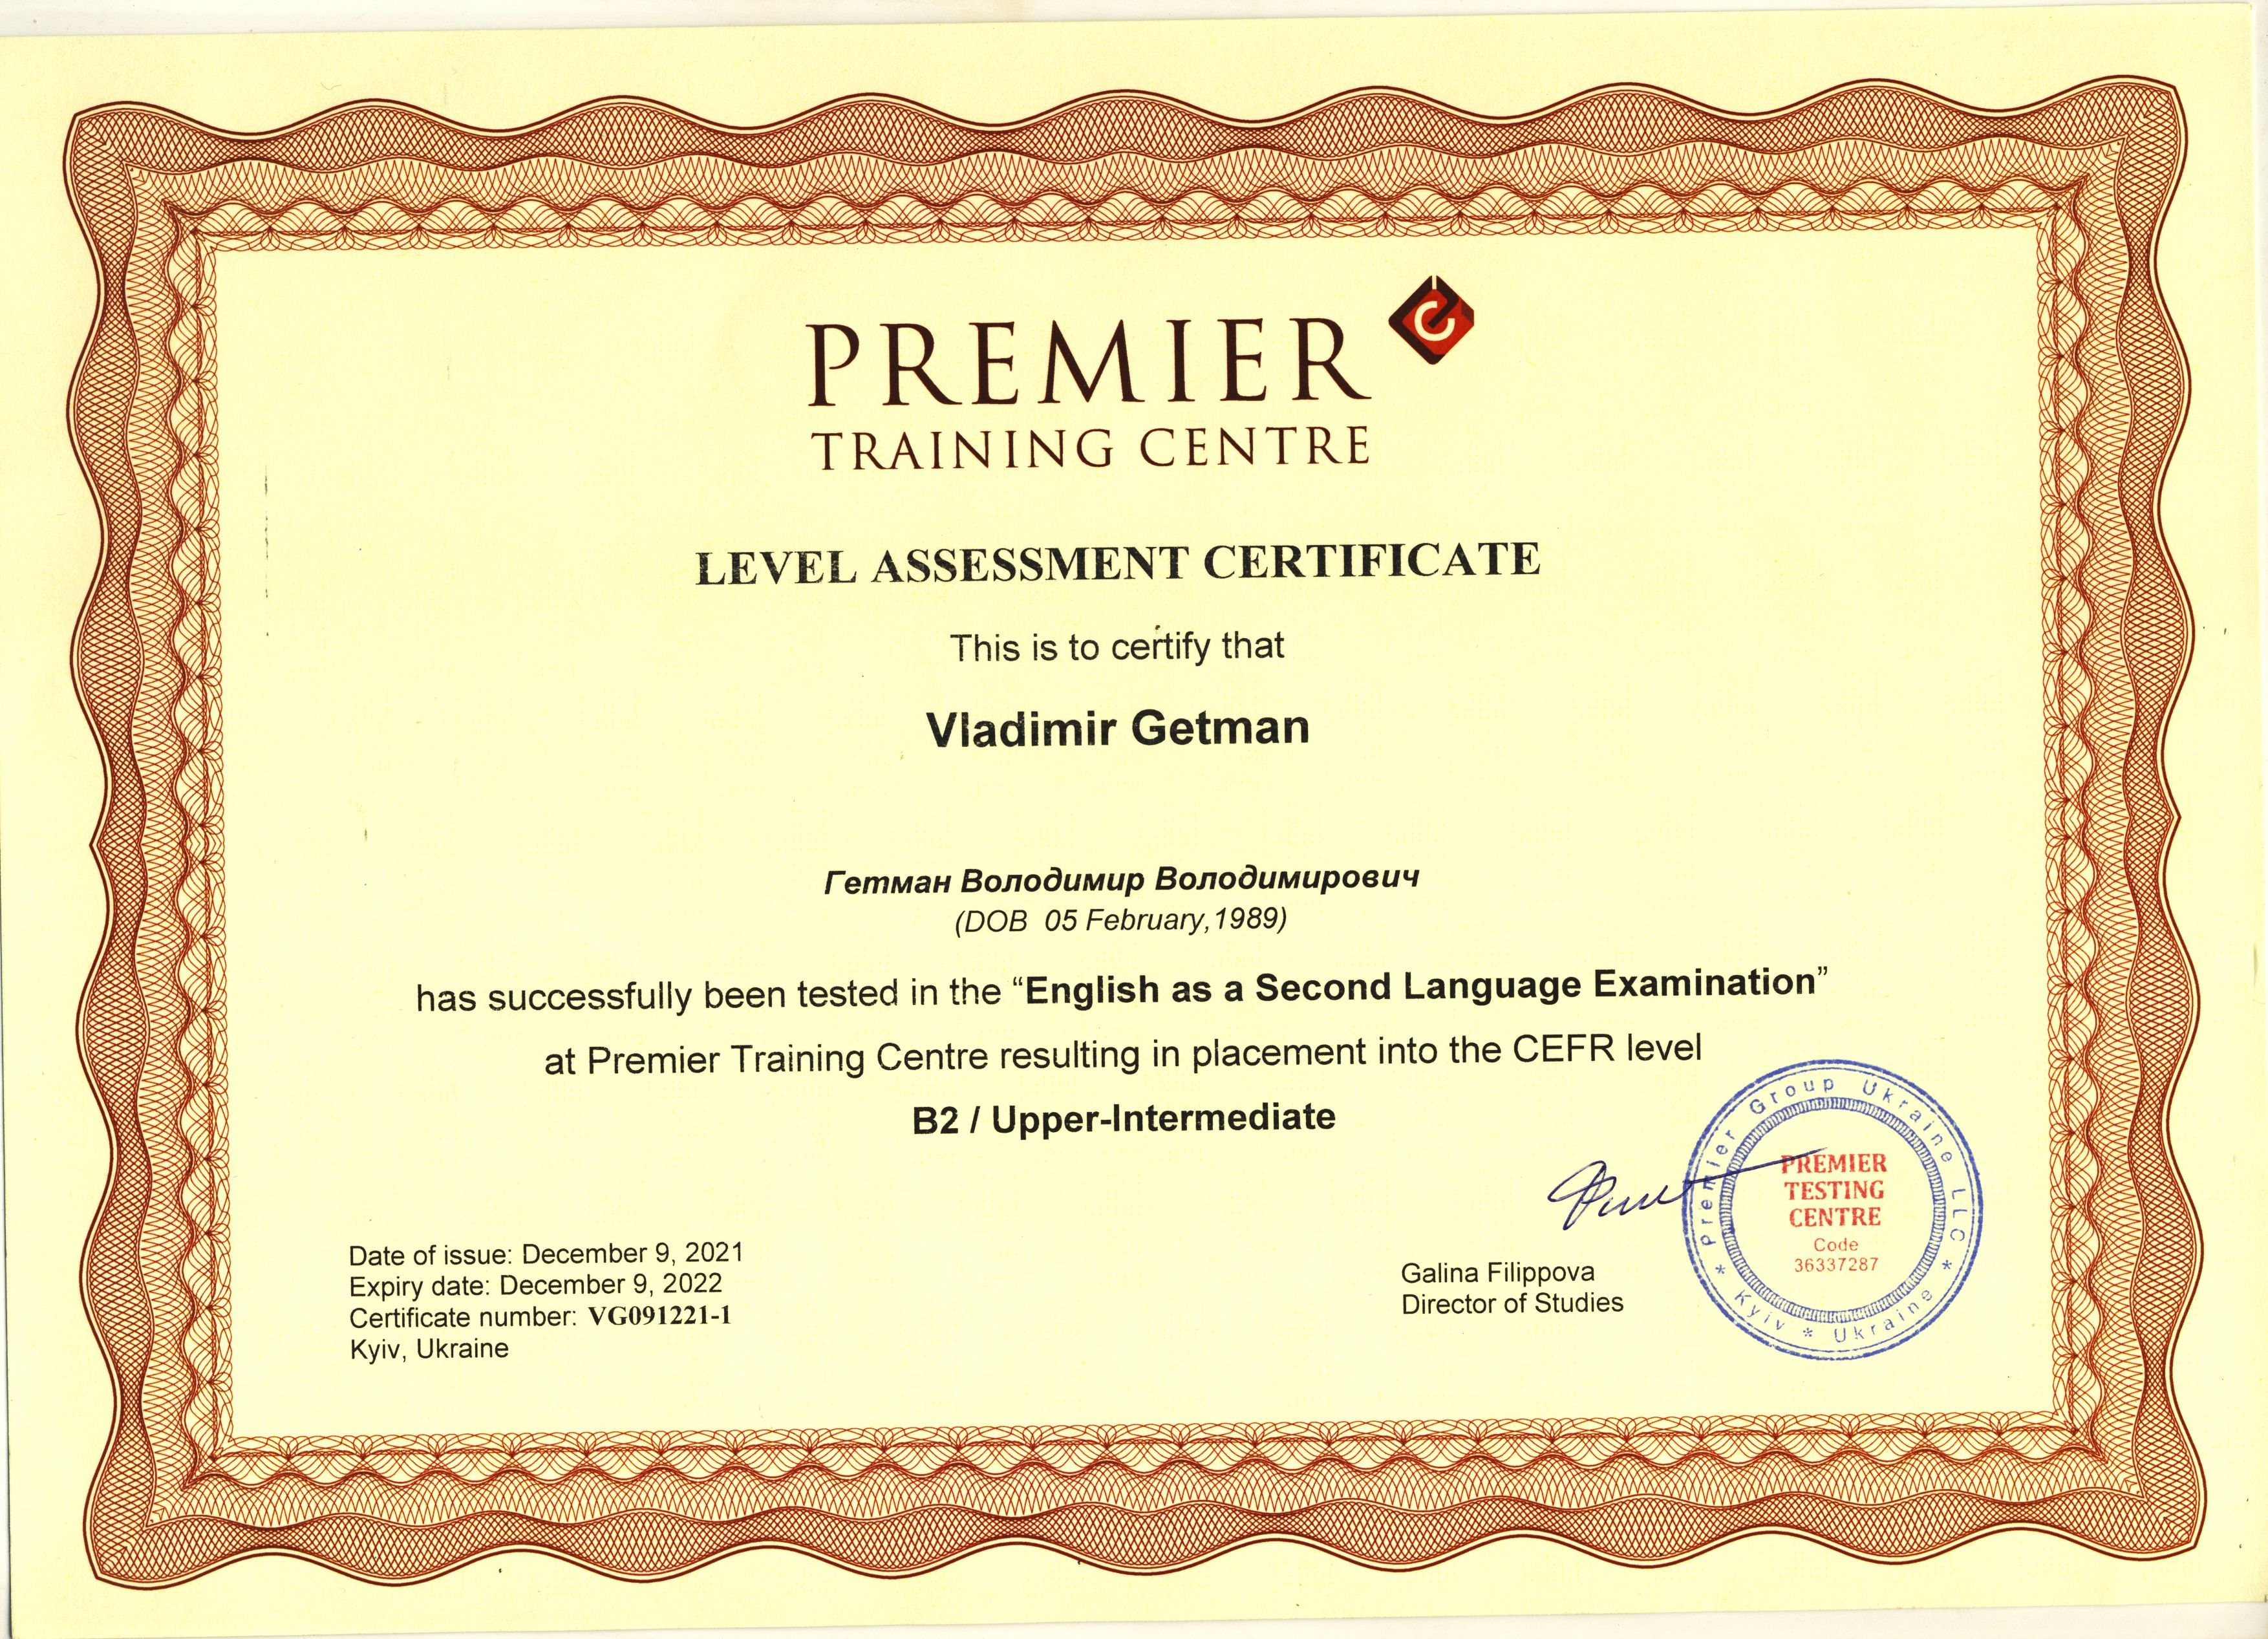 PREMIER
TRAINING CENTRE
LEVEL ASSESSMENT CERTIFICATE
This is to certify that
Vladimir Getman
Гетман Володимир Володимирович
(DOB 05 February,1989)
has successfully been tested in the “English as a Second Language Examination”
at Premier Training Centre resulting in placement into the CEFR level
B2 / Upper-Intermediate
Date of issue: December 9, 2021
Expiry date: December 9, 2022
Certificate number: VG091221-1
Kyiv, Ukraine
Galina Filippova
Director of Studies
* Premier Group Ukraine LLC *
Kyiv * Ukraine
PREMIER
TESTING
CENTRE
Code
36337287